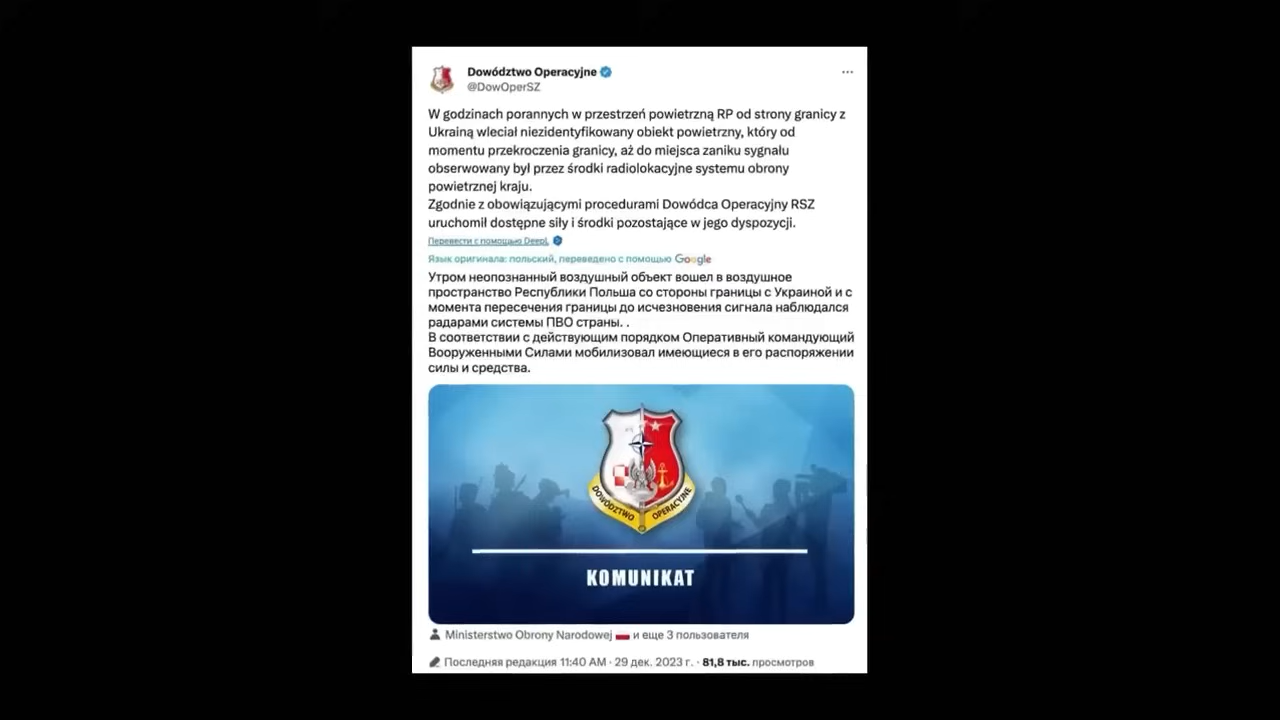 Dowództwo Operacyjne
@DowOperSZ
W godzinach porannych w przestrzeń powietrzną RP od strony granicy z
Ukrainą wleciał niezidentyfikowany obiekt powietrzny, który od
momentu przekroczenia granicy, aż do miejsca zaniku sygnału
obserwowany był przez środki radiolokacyjne systemu obrony
powietrznej kraju.
Zgodnie z obowiązującymi procedurami Dowódca Operacyjny RSZ
uruchomił dostępne siły i środki pozostające w jego dyspozycji.
Перевести с помощью DeepL
Язык оригинала: польский, переведено с помощью Google
Утром неопознанный воздушный объект вошел в воздушное
пространство Республики Польша со стороны границы с Украиной и с
момента пересечения границы до исчезновения сигнала наблюдался
радарами системы ПВО страны. .
В соответствии с действующим порядком Оперативный командующий
Вооруженными Силами мобилизовал имеющиеся в его распоряжении
силы и средства.
DOWÓDZTWO OPERACYJNE
KOMUNIKAT
Ministerstwo Obrony Narodowej и еще 3 пользователя
Последняя редакция 11:40 AM · 29 дек. 2023 г. · 81,8 тыс. просмотров